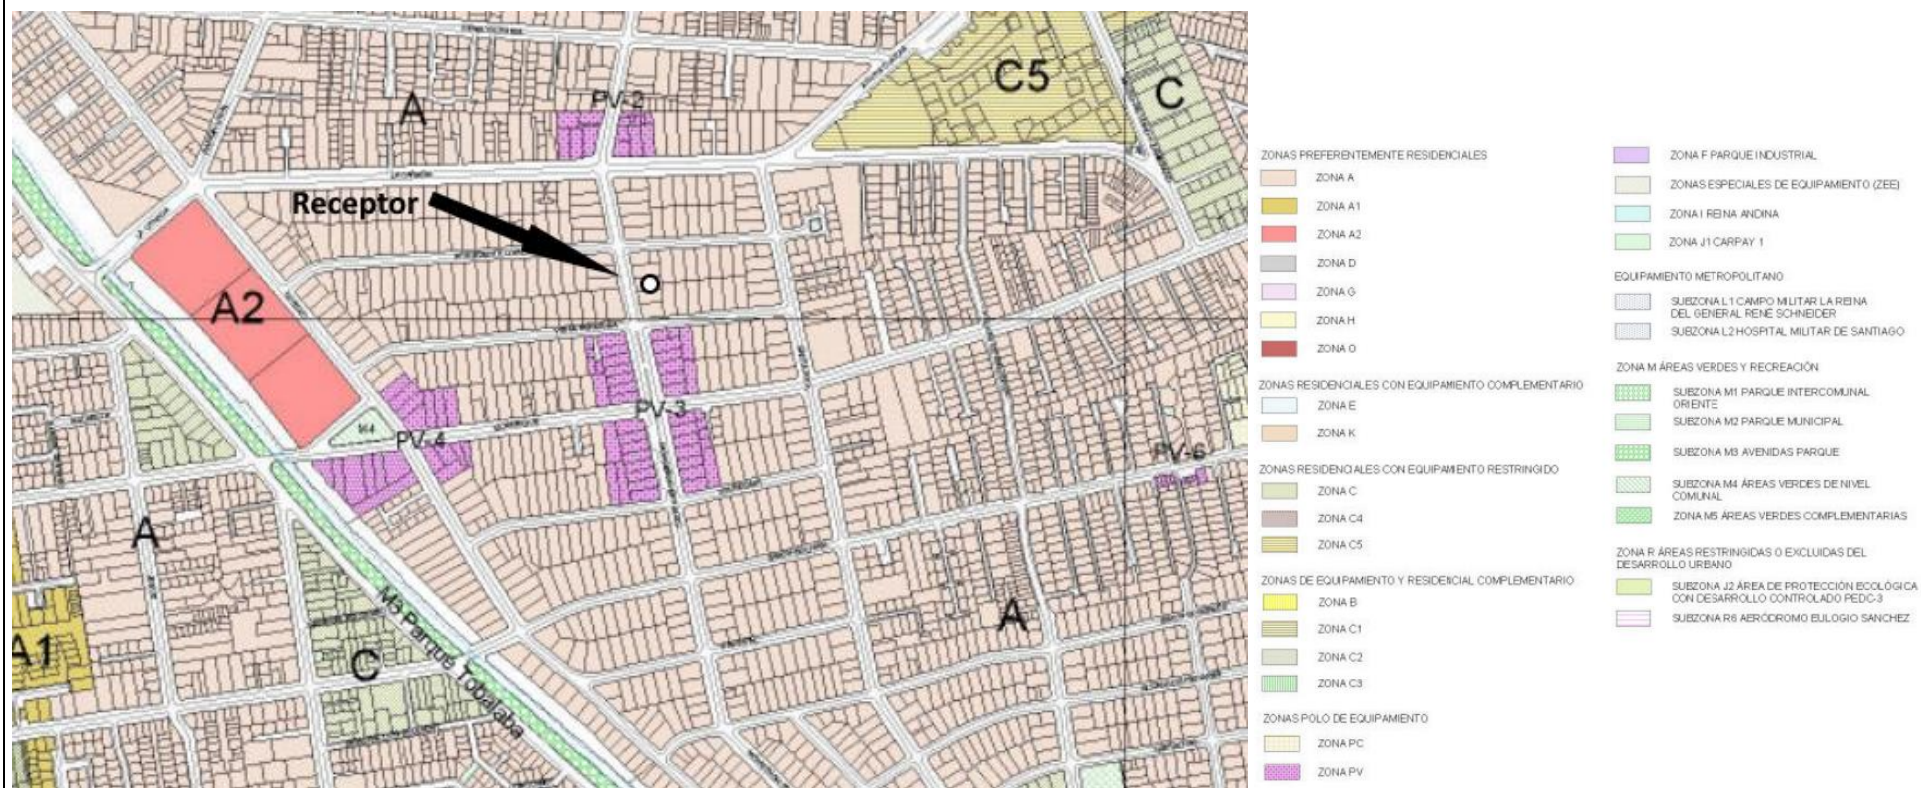 PV-2
A
C5
C
Receptor
A2
M4
PV-4
PV-3
PV-6
A
A
A1
C
M3 Parque Tobalaba
ZONAS PREFERENTEMENTE RESIDENCIALES
ZONA A
ZONA A1
ZONA A2
ZONA D
ZONA G
ZONA H
ZONA O
ZONAS RESIDENCIALES CON EQUIPAMIENTO COMPLEMENTARIO
ZONA E
ZONA K
ZONAS RESIDENCIALES CON EQUIPAMIENTO RESTRINGIDO
ZONA C
ZONA C4
ZONA C5
ZONAS DE EQUIPAMIENTO Y RESIDENCIAL COMPLEMENTARIO
ZONA B
ZONA C1
ZONA C2
ZONA C3
ZONAS POLO DE EQUIPAMIENTO
ZONA PC
ZONA PV
ZONA F PARQUE INDUSTRIAL
ZONAS ESPECIALES DE EQUIPAMIENTO (ZEE)
ZONA I REINA ANDINA
ZONA J1 CARPAY 1
EQUIPAMIENTO METROPOLITANO
SUBZONA L1 CAMPO MILITAR LA REINA
DEL GENERAL RENÉ SCHNEIDER
SUBZONA L2 HOSPITAL MILITAR DE SANTIAGO
ZONA M ÁREAS VERDES Y RECREACIÓN
SUBZONA M1 PARQUE INTERCOMUNAL
ORIENTE
SUBZONA M2 PARQUE MUNICIPAL
SUBZONA M3 AVENIDAS PARQUE
SUBZONA M4 ÁREAS VERDES DE NIVEL
COMUNAL
ZONA M5 ÁREAS VERDES COMPLEMENTARIAS
ZONA R ÁREAS RESTRINGIDAS O EXCLUIDAS DEL
DESARROLLO URBANO
SUBZONA J2 ÁREA DE PROTECCIÓN ECOLÓGICA
CON DESARROLLO CONTROLADO PEDC-3
SUBZONA R6 AERÓDROMO EULOGIO SANCHEZ